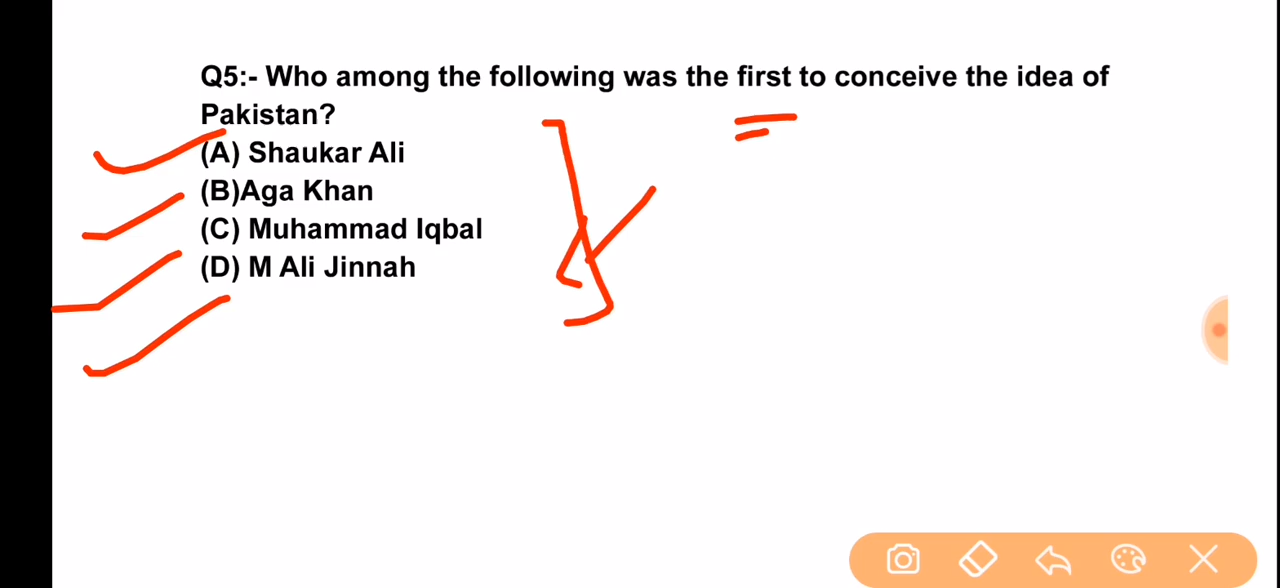 Q5:- Who among the following was the first to conceive the idea of
Pakistan?
(A) Shaukar Ali
(B)Aga Khan
(C) Muhammad Iqbal
(D) M Ali Jinnah